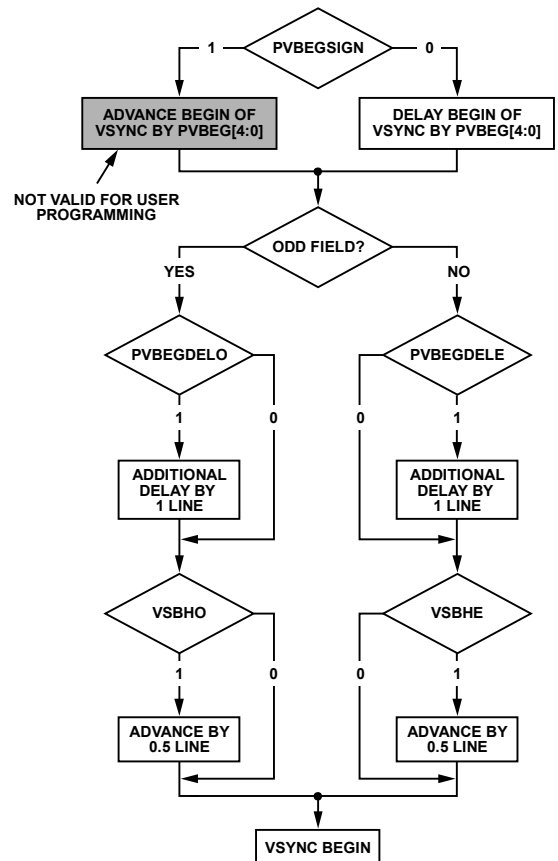 PVBEGSIGN
1
0
ADVANCE BEGIN OF
VSYNC BY PVBEG[4:0]
DELAY BEGIN OF
VSYNC BY PVBEG[4:0]
NOT VALID FOR USER
PROGRAMMING
ODD FIELD?
YES
NO
PVBEGDELO
PVBEGDELE
1
0
0
1
ADDITIONAL
DELAY BY
1 LINE
ADDITIONAL
DELAY BY
1 LINE
VSBHO
VSBHE
1
0
0
1
ADVANCE BY
0.5 LINE
ADVANCE BY
0.5 LINE
VSYNC BEGIN